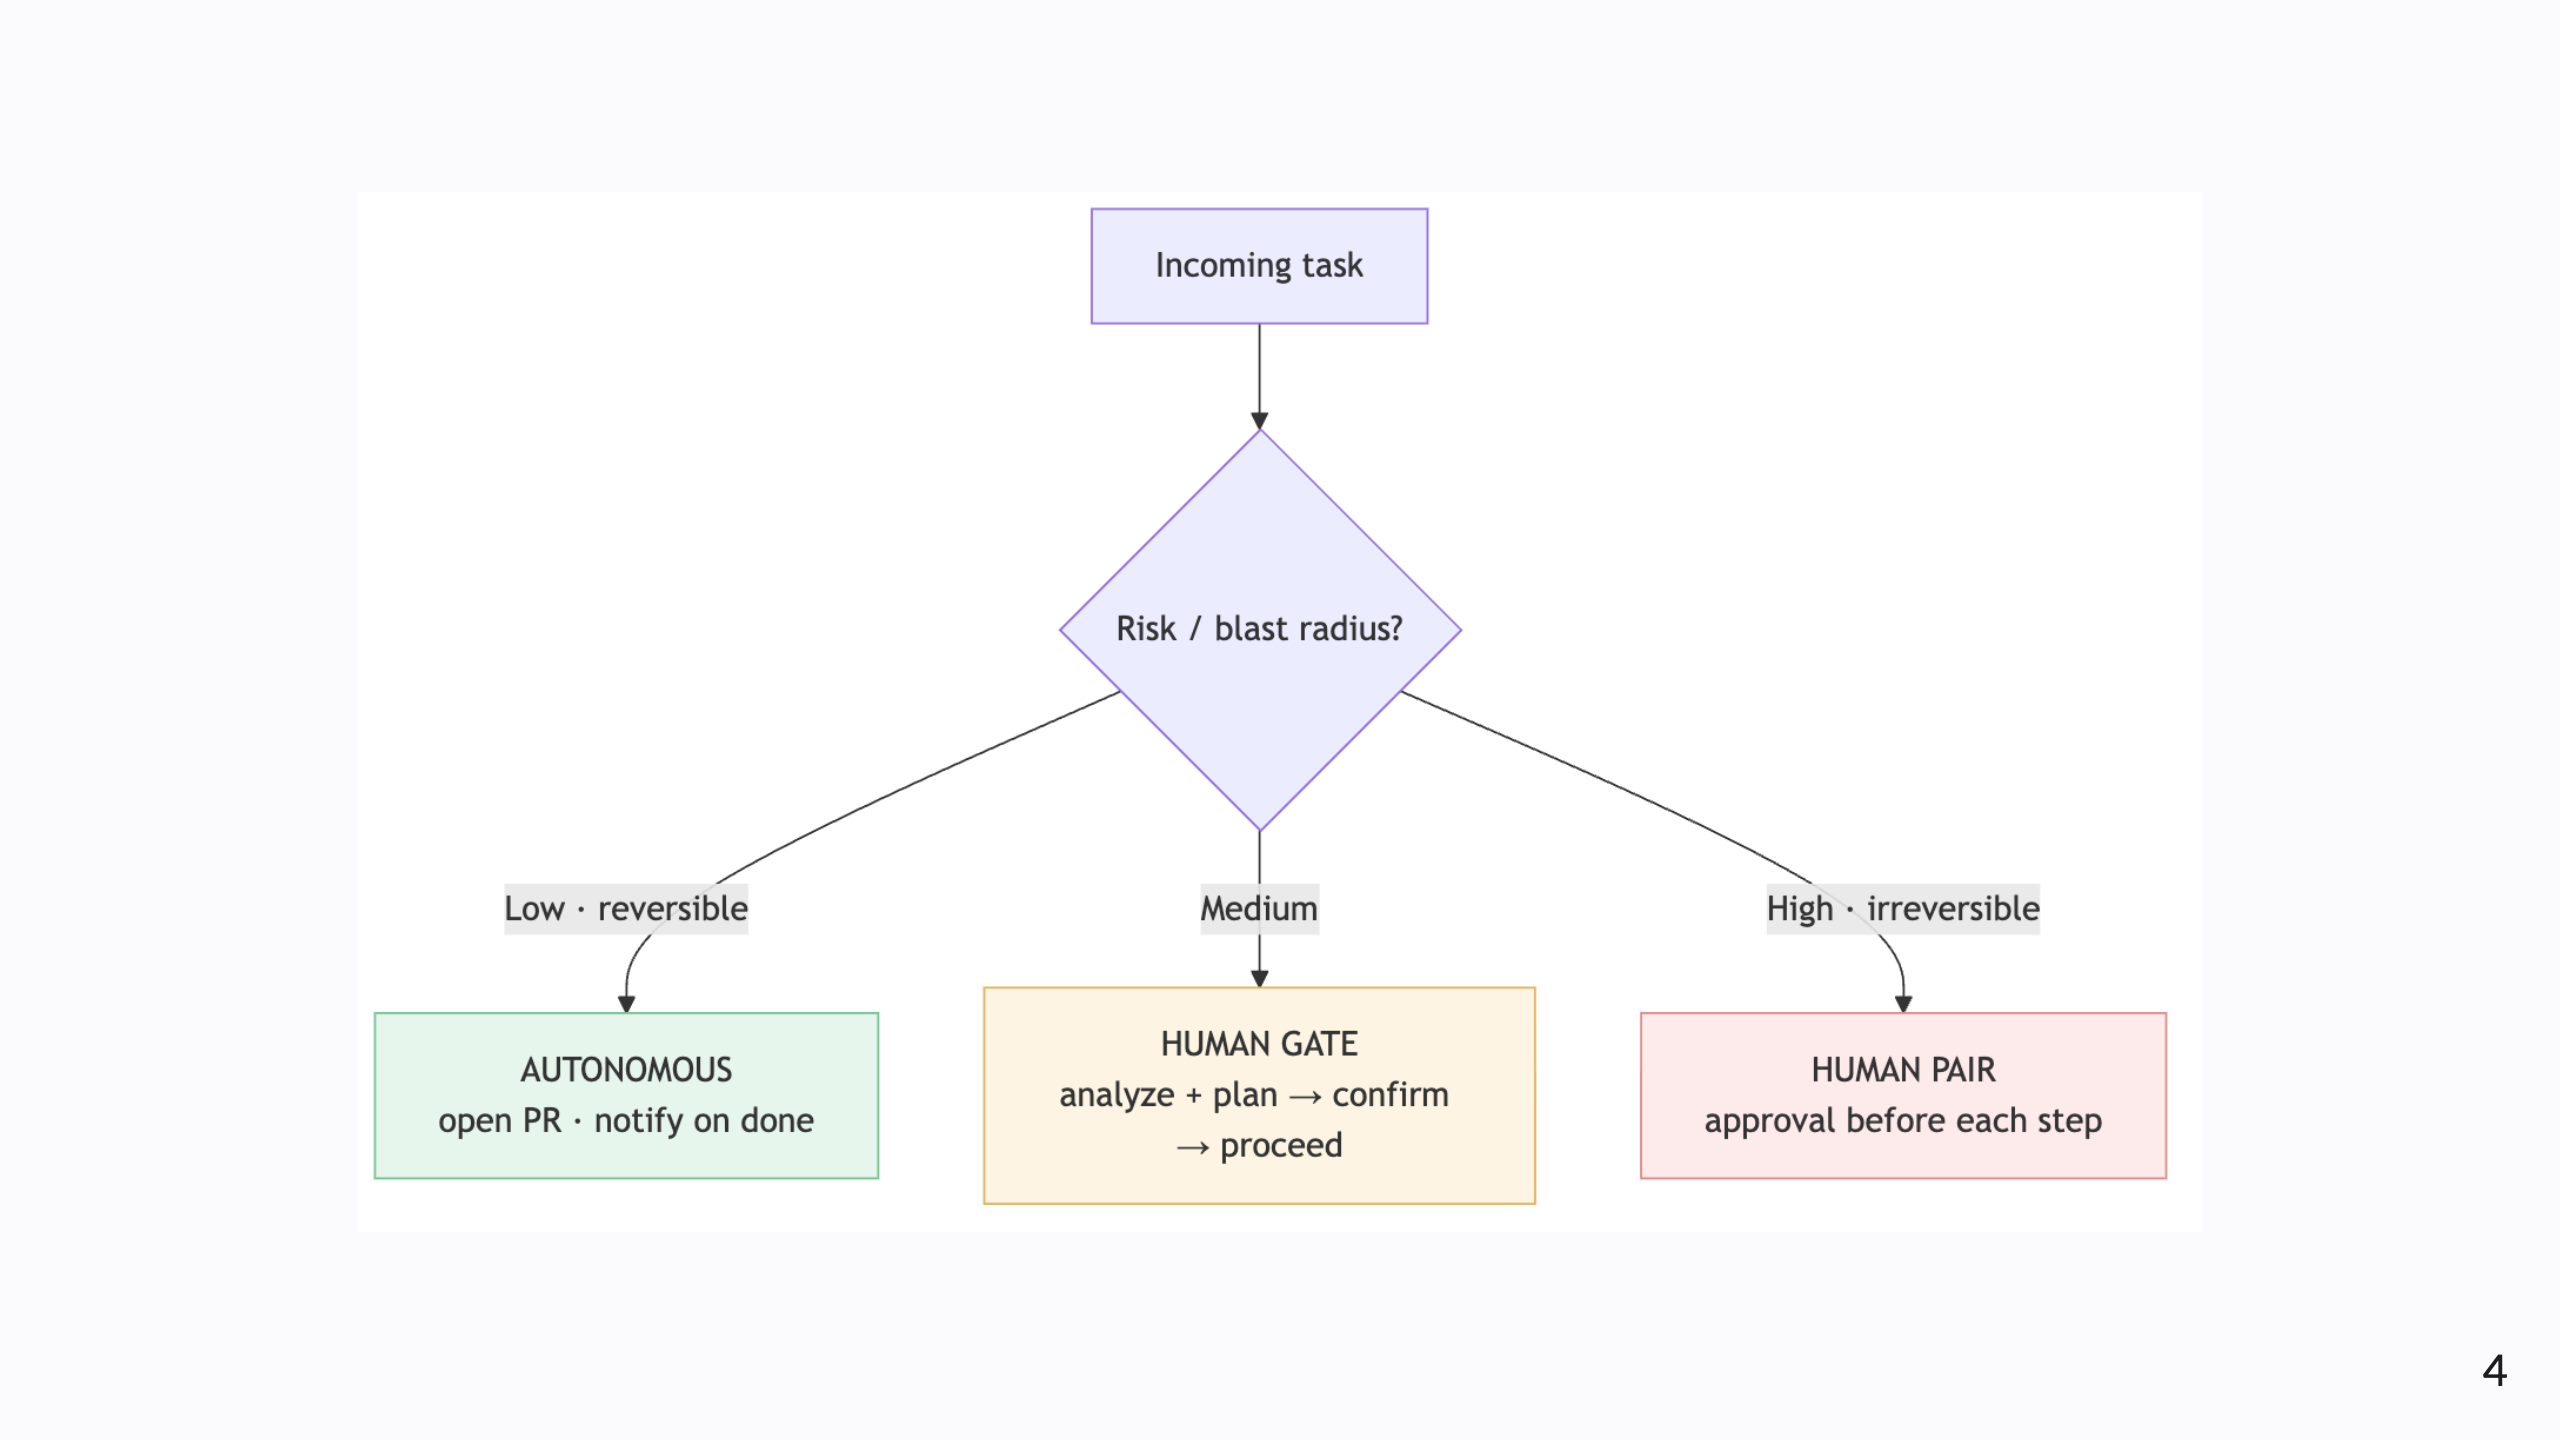 Incoming task
Risk / blast radius?
Low · reversible
Medium
High · irreversible
AUTONOMOUS
open PR · notify on done
HUMAN GATE
analyze + plan → confirm
→ proceed
HUMAN PAIR
approval before each step
4